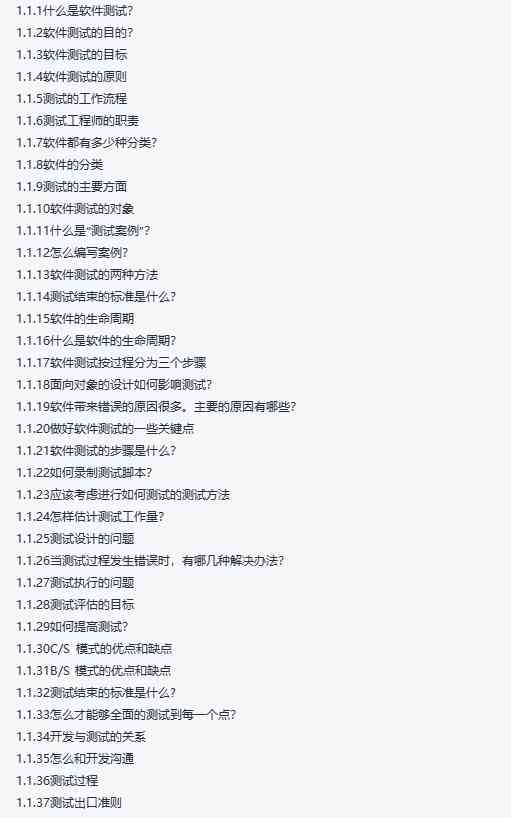 1.1.1什么是软件测试?
1.1.2软件测试的目的?
1.1.3软件测试的目标
1.1.4软件测试的原则
1.1.5测试的工作流程
1.1.6测试工程师的职责
1.1.7软件都有多少种分类?
1.1.8软件的分类
1.1.9测试的主要方面
1.1.10软件测试的对象
1.1.11什么是“测试案例”?
1.1.12怎么编写案例?
1.1.13软件测试的两种方法
1.1.14测试结束的标准是什么?
1.1.15软件的生命周期
1.1.16什么是软件的生命周期?
1.1.17软件测试按过程分为三个步骤
1.1.18面向对象的设计如何影响测试?
1.1.19软件带来错误的原因很多。主要的原因有哪些?
1.1.20做好软件测试的一些关键点
1.1.21软件测试的步骤是什么?
1.1.22如何录制测试脚本?
1.1.23应该考虑进行如何测试的测试方法
1.1.24怎样估计测试工作量?
1.1.25测试设计的问题
1.1.26当测试过程发生错误时，有哪几种解决办法?
1.1.27测试执行的问题
1.1.28测试评估的目标
1.1.29如何提高测试?
1.1.30C/S 模式的优点和缺点
1.1.31B/S 模式的优点和缺点
1.1.32测试结束的标准是什么?
1.1.33怎么才能够全面的测试到每一个点?
1.1.34开发与测试的关系
1.1.35怎么和开发沟通
1.1.36测试过程
1.1.37测试出口准则